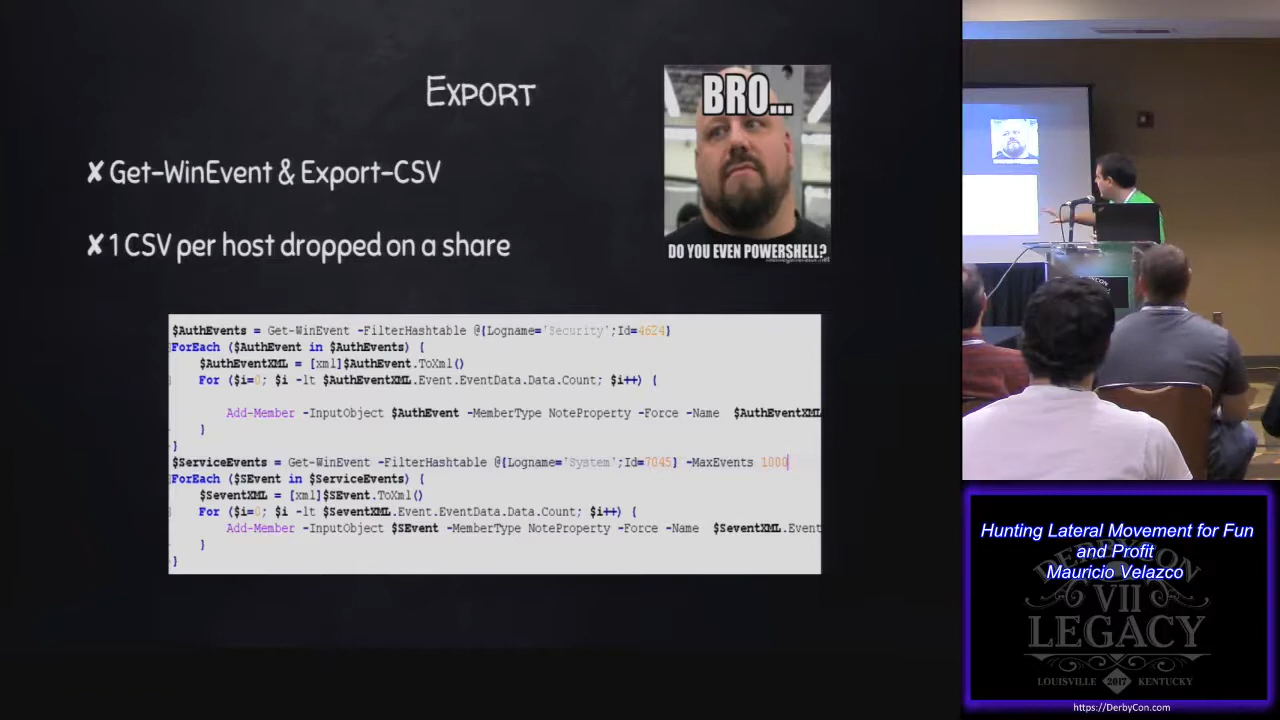 EXPORT
✘ Get-WinEvent & Export-CSV
✘ 1 CSV per host dropped on a share
BRO...
DO YOU EVEN POWERSHELL?
$AuthEvents = Get-WinEvent -FilterHashtable @{Logname='Security';Id=4624}
ForEach ($AuthEvent in $AuthEvents) {
$AuthEventXML = [xml]$AuthEvent.ToXml()
For ($i=0; $i -lt $AuthEventXML.Event.EventData.Data.Count; $i++) {
Add-Member -InputObject $AuthEvent -MemberType NoteProperty -Force -Name $AuthEventXML
}
}
$ServiceEvents = Get-WinEvent -FilterHashtable @{Logname='System';Id=7045} -MaxEvents 1000
ForEach ($SEvent in $ServiceEvents) {
$SeventXML = [xml]$SEvent.ToXml()
For ($i=0; $i -lt $SeventXML.Event.EventData.Data.Count; $i++) {
Add-Member -InputObject $SEvent -MemberType NoteProperty -Force -Name $SeventXML.Event
}
}
Hunting Lateral Movement for Fun
and Profit
Mauricio Velazco
DERBYCON
VII
LEGACY
LOUISVILLE 2017 KENTUCKY
https://DerbyCon.com